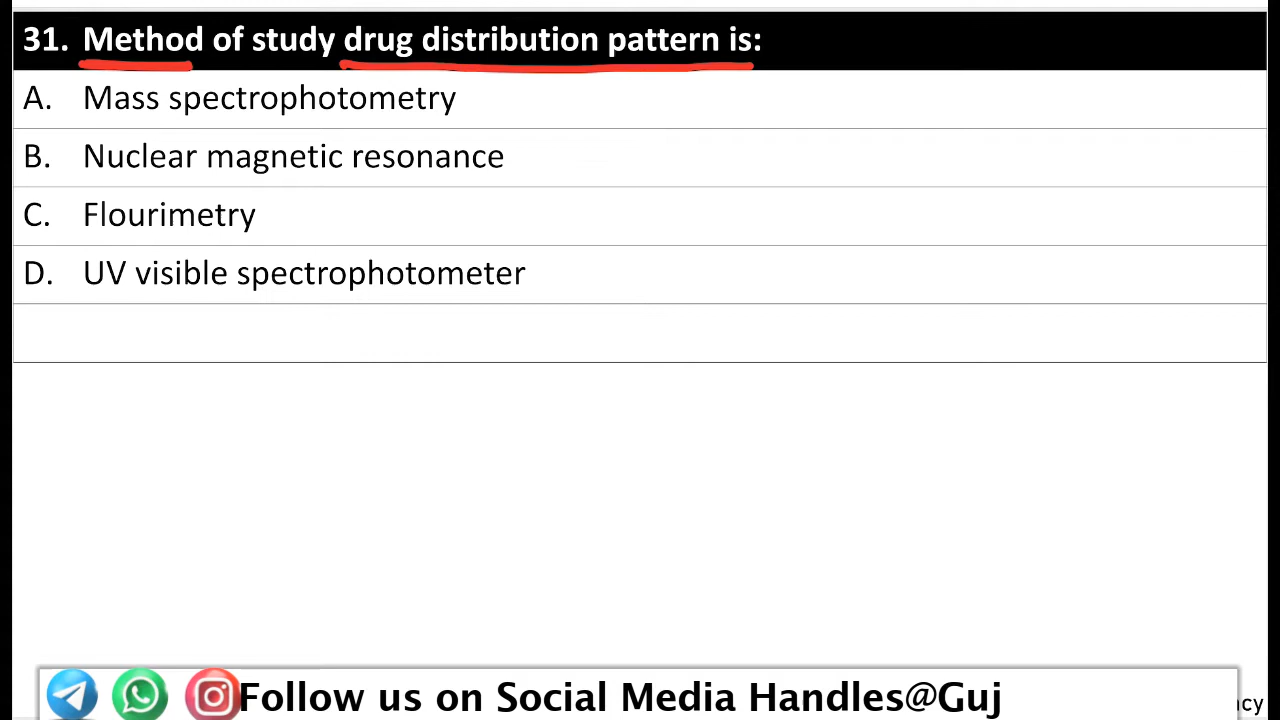 31. Method of study drug distribution pattern is:
A. Mass spectrophotometry
B. Nuclear magnetic resonance
C. Flourimetry
D. UV visible spectrophotometer
Follow us on Social Media Handles@Guj